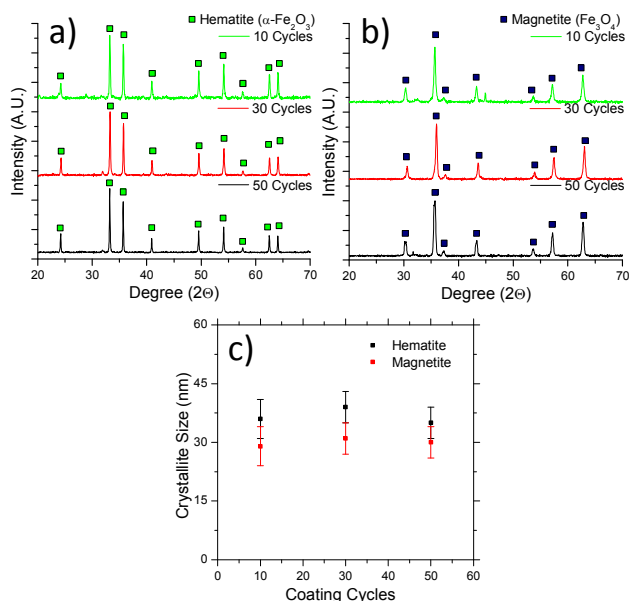 a)
Hematite (α-Fe₂O₃)
10 Cycles
30 Cycles
50 Cycles
Intensity (A.U.)
20 30 40 50 60 70
Degree (2Θ)
b)
Magnetite (Fe₃O₄)
10 Cycles
30 Cycles
50 Cycles
Intensity (A.U.)
20 30 40 50 60 70
Degree (2Θ)
c)
Hematite
Magnetite
Crystallite Size (nm)
60
45
30
15
0
0 10 20 30 40 50 60
Coating Cycles